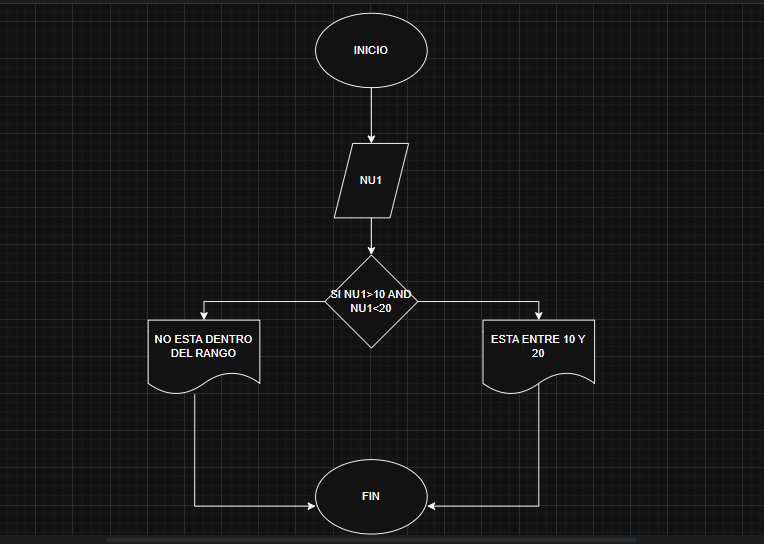 INICIO
NU1
SI NU1>10 AND
NU1<20
NO ESTA DENTRO
DEL RANGO
ESTA ENTRE 10 Y
20
FIN